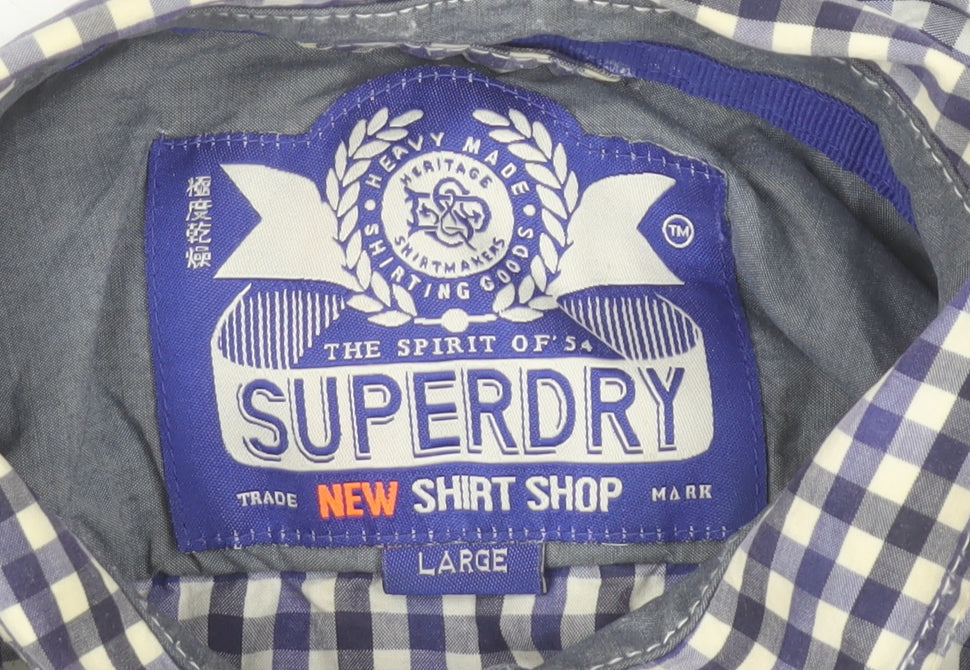 極度乾燥
HEAVY MADE
SHIRTING GOODS
HERITAGE
SHIRTMAKERS
TM
THE SPIRIT OF '54
SUPERDRY
TRADE NEW SHIRT SHOP MARK
LARGE